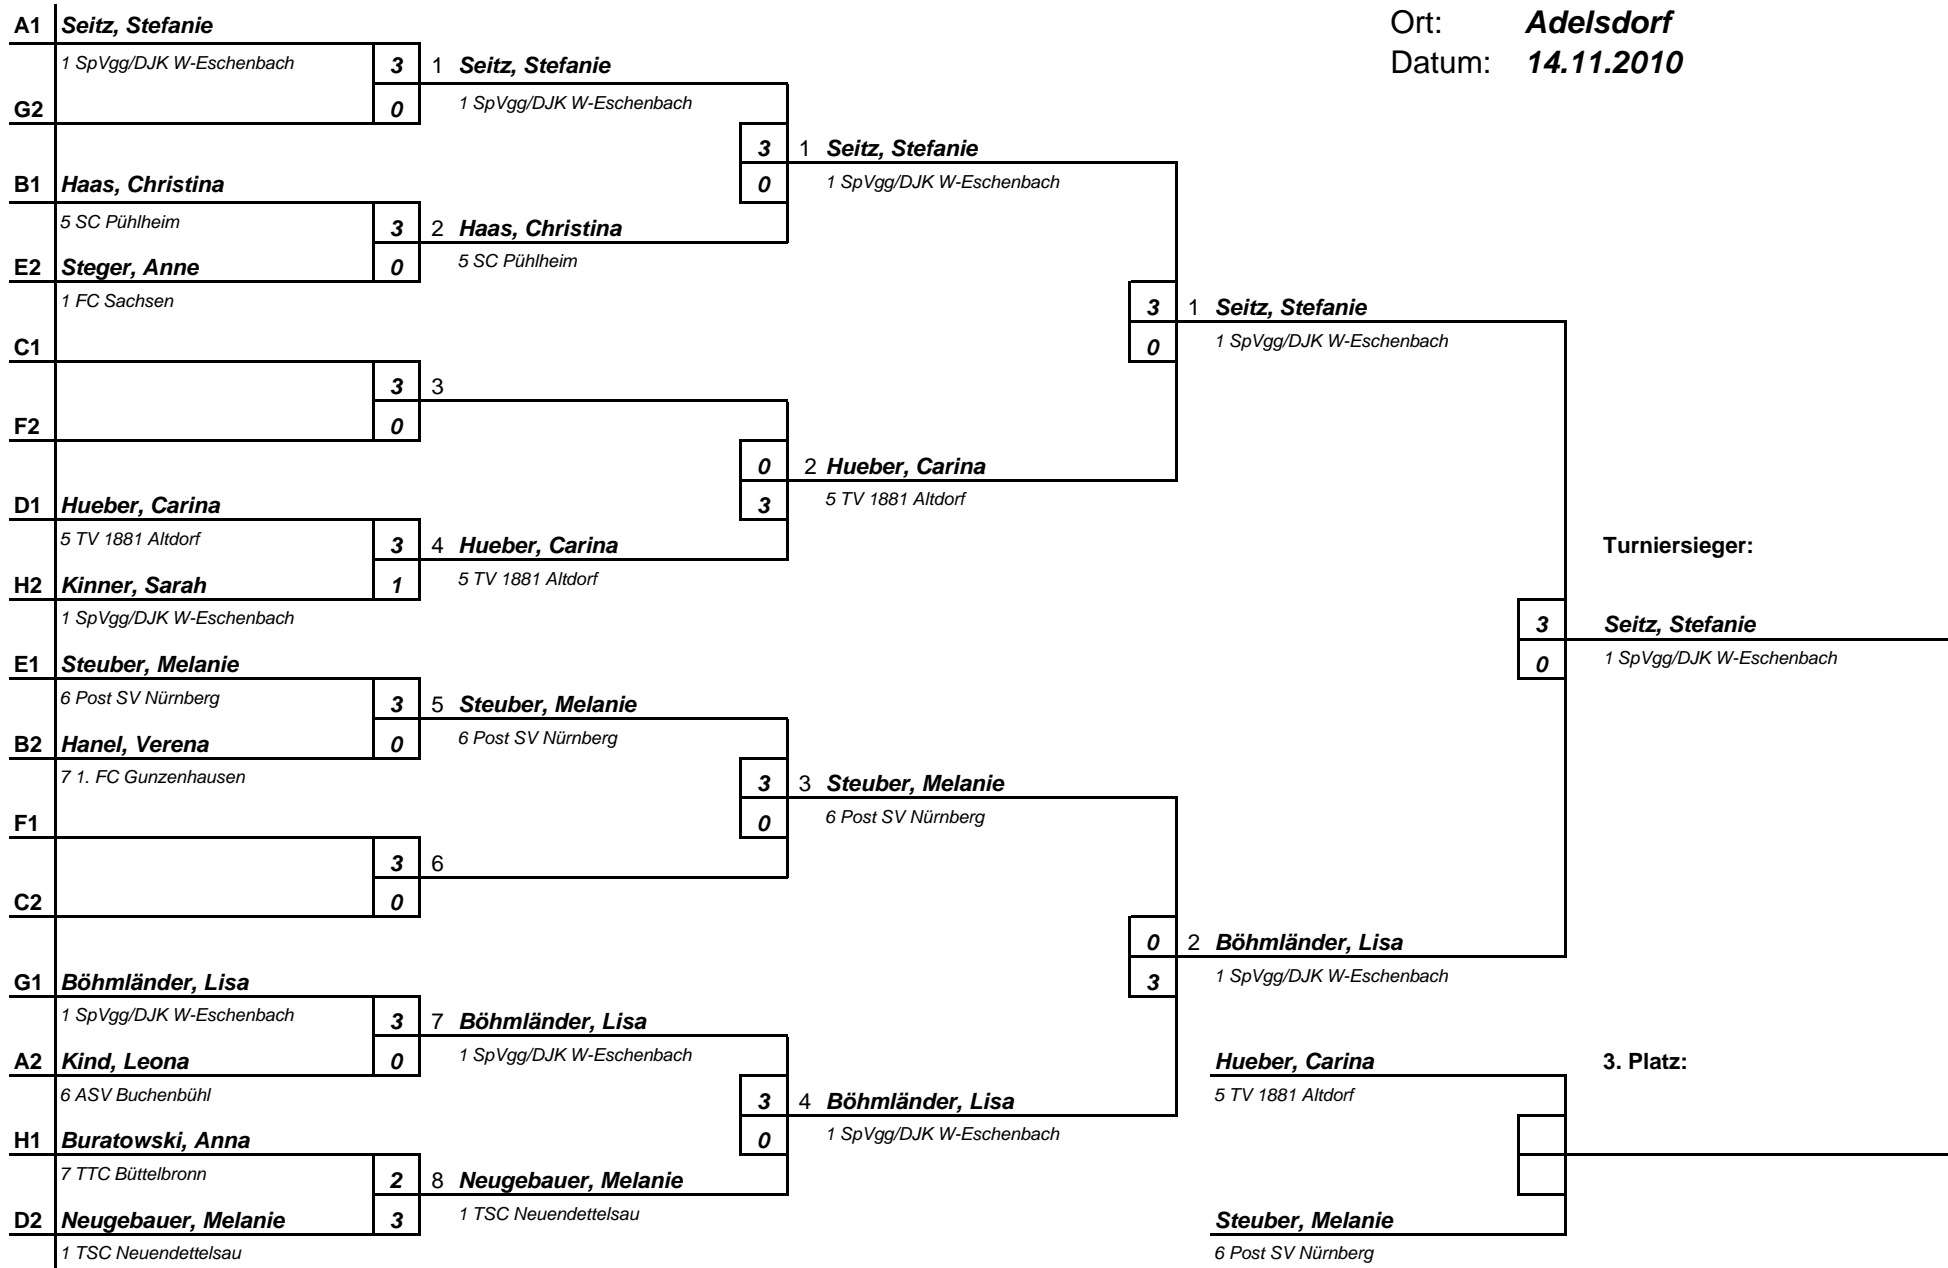 Ort: Adelsdorf
Datum: 14.11.2010
A1 Seitz, Stefanie
1 SpVgg/DJK W-Eschenbach
3
G2
0
B1 Haas, Christina
5 SC Pühlheim
3
E2 Steger, Anne
0
1 FC Sachsen
C1
3
F2
0
D1 Hueber, Carina
5 TV 1881 Altdorf
3
H2 Kinner, Sarah
1
1 SpVgg/DJK W-Eschenbach
E1 Steuber, Melanie
6 Post SV Nürnberg
3
B2 Hanel, Verena
0
7 1. FC Gunzenhausen
F1
3
C2
0
G1 Böhmländer, Lisa
1 SpVgg/DJK W-Eschenbach
3
A2 Kind, Leona
0
6 ASV Buchenbühl
H1 Buratowski, Anna
7 TTC Büttelbronn
2
D2 Neugebauer, Melanie
3
1 TSC Neuendettelsau
1 Seitz, Stefanie
1 SpVgg/DJK W-Eschenbach
3
0
2 Haas, Christina
5 SC Pühlheim
3
0
3
4 Hueber, Carina
5 TV 1881 Altdorf
5 Steuber, Melanie
6 Post SV Nürnberg
3
0
6
7 Böhmländer, Lisa
1 SpVgg/DJK W-Eschenbach
3
0
8 Neugebauer, Melanie
1 TSC Neuendettelsau
1 Seitz, Stefanie
1 SpVgg/DJK W-Eschenbach
3
0
2 Hueber, Carina
5 TV 1881 Altdorf
3 Steuber, Melanie
6 Post SV Nürnberg
0
3
4 Böhmländer, Lisa
1 SpVgg/DJK W-Eschenbach
1 Seitz, Stefanie
1 SpVgg/DJK W-Eschenbach
3
0
2 Böhmländer, Lisa
1 SpVgg/DJK W-Eschenbach
Turniersieger:
Seitz, Stefanie
1 SpVgg/DJK W-Eschenbach
Hueber, Carina
5 TV 1881 Altdorf
3. Platz:
Steuber, Melanie
6 Post SV Nürnberg